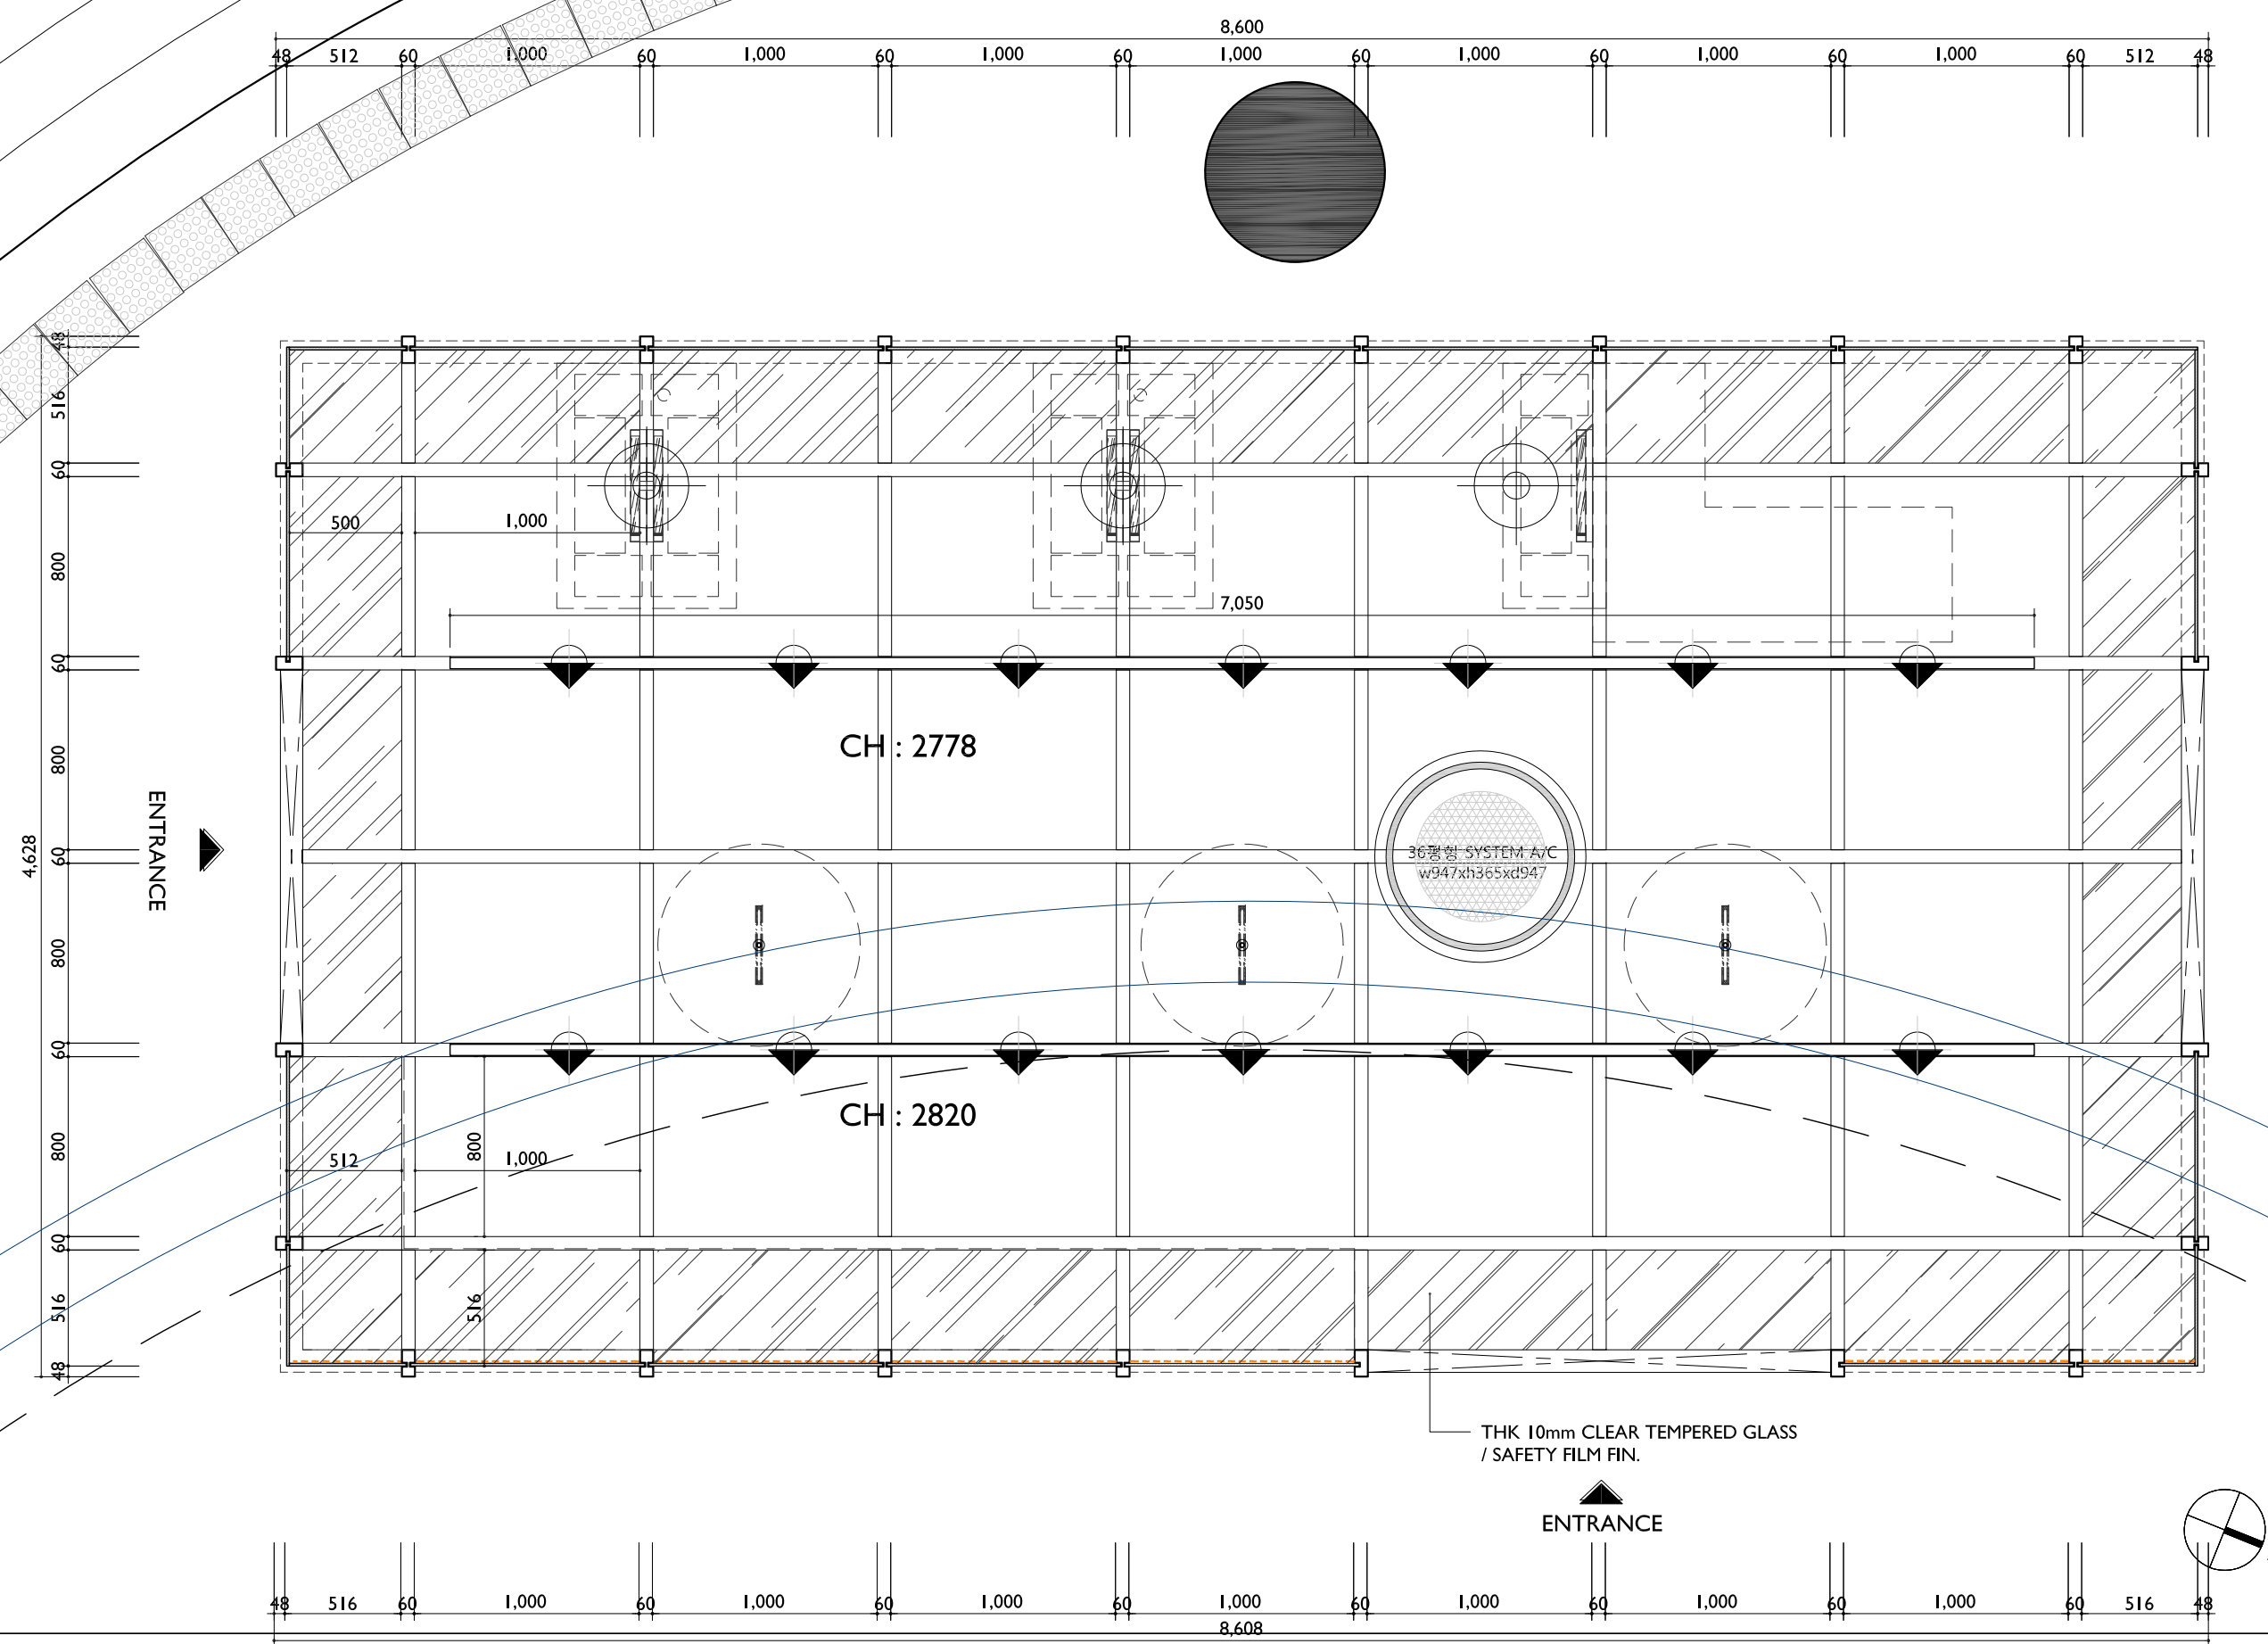 8,600
48 512 60 1,000 60 1,000 60 1,000 60 1,000 60 1,000 60 1,000 60 1,000 60 512 48
48
516
60
500 1,000
800
7,050
60
CH : 2778
800
ENTRANCE
4,628
60
36평형 SYSTEM A/C
w947xh365xd947
800
60
CH : 2820
800
800
512 1,000
60
516
516
48
THK 10mm CLEAR TEMPERED GLASS
/ SAFETY FILM FIN.
ENTRANCE
48 516 60 1,000 60 1,000 60 1,000 60 1,000 60 1,000 60 1,000 60 1,000 60 516 48
8,608